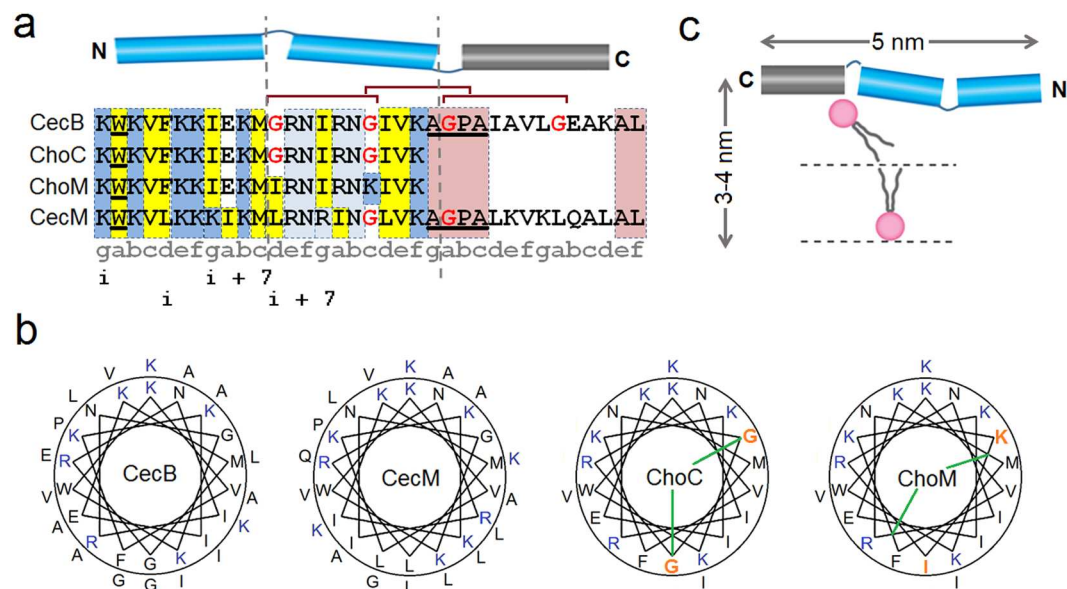 a
N
C
CecB KWKVFKKIEKMGRNIRNGIVKAGPAIAVLGEAKAL
ChoC KWKVFKKIEKMGRNIRNGIVK
ChoM KWKVFKKIEKMIRNIRNKIVK
CecM KWKVLKKKIKMLRNRINGLVKAGPALKVKLQALAL
gabcdefgabcdefgabcdefgabcdefgabcdef
i i + 7
i i + 7
c
5 nm
C
N
3-4 nm
b
K
V A
K
L K K N A
P N K
K G
E R M L
CecB
V W V A
A E I K
R I
A F G K I
G G I
K
V A
K
L K K N A
P N K
K G
Q R M K
CecM
V W V A
K I R L
K
A L L I K L
G I L
K
K K N
N K
K G
R M
ChoC
V W V
E I
R I
F G K
I
K
K K N
N K
K K
R M
ChoM
V W V
E I
R I
F I K
I